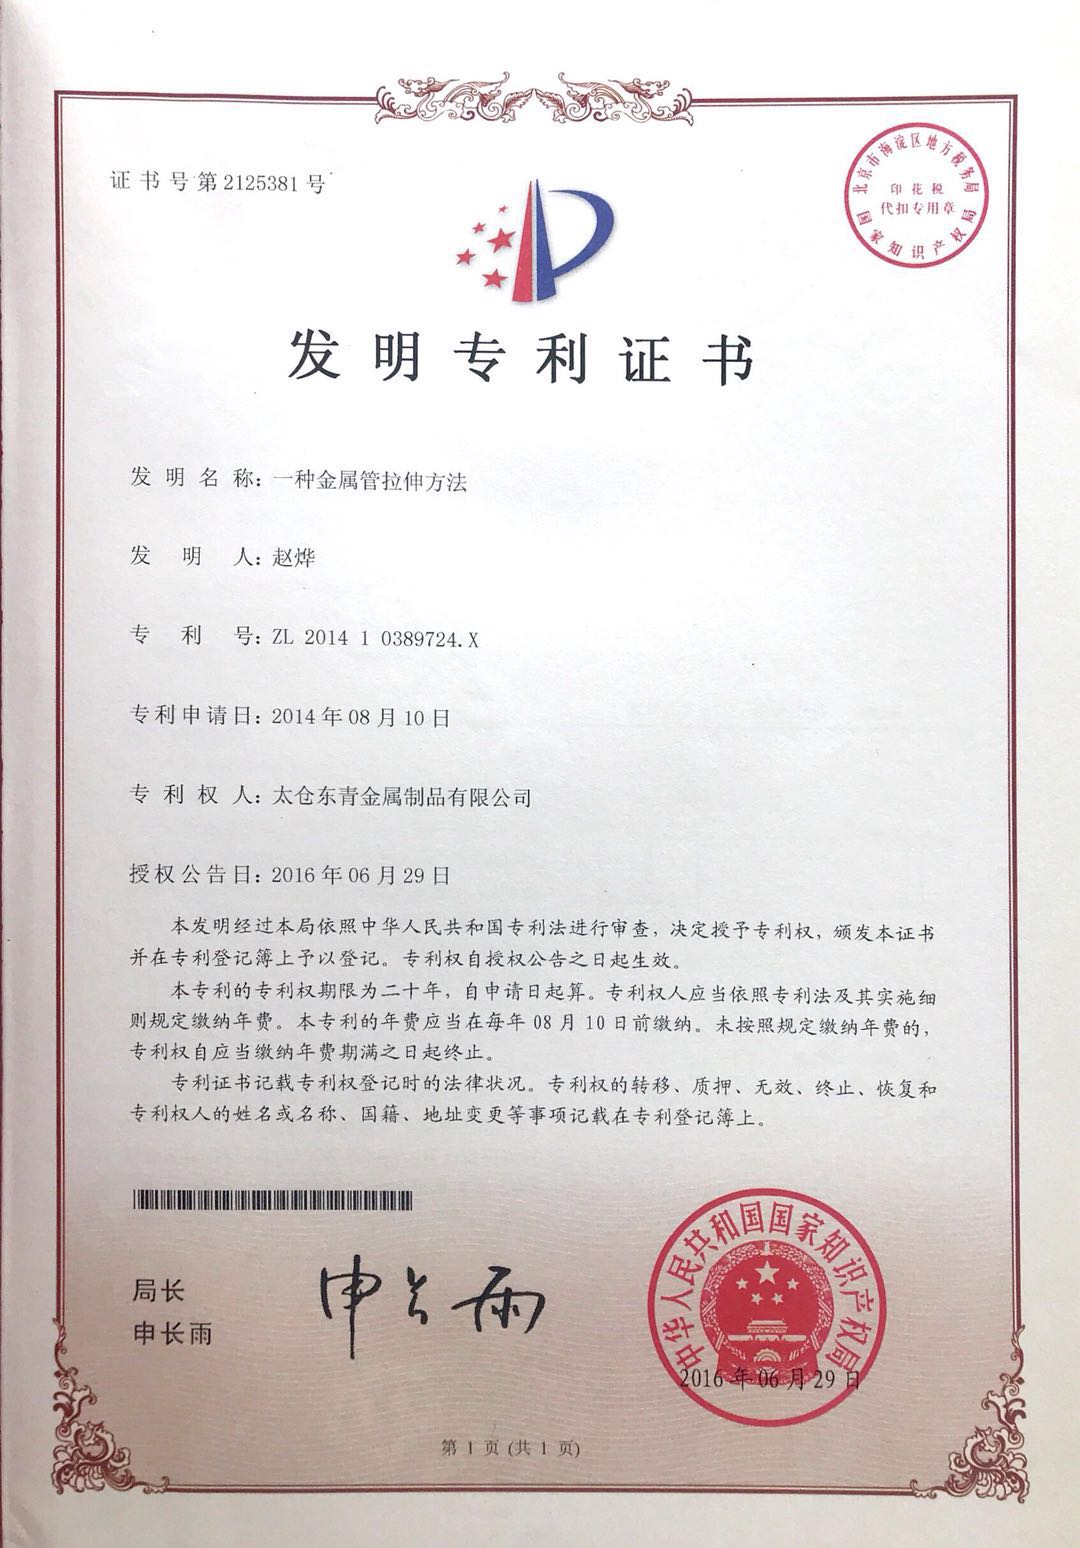 证书号第2125381号
北京市海淀区地方税务局
印花税
代扣专用章
国家知识产权局
发明专利证书
发明名称：一种金属管拉伸方法
发明人：赵烨
专利号：ZL 2014 1 0389724.X
专利申请日：2014年08月10日
专利权人：太仓东青金属制品有限公司
授权公告日：2016年06月29日
本发明经过本局依照中华人民共和国专利法进行审查，决定授予专利权，颁发本证书
并在专利登记簿上予以登记。专利权自授权公告之日起生效。
本专利的专利权期限为二十年，自申请日起算。专利权人应当依照专利法及其实施细
则规定缴纳年费。本专利的年费应当在每年08月10日前缴纳。未按照规定缴纳年费的，
专利权自应当缴纳年费期满之日起终止。
专利证书记载专利权登记时的法律状况。专利权的转移、质押、无效、终止、恢复和
专利权人的姓名或名称、国籍、地址变更等事项记载在专利登记簿上。
局长
申长雨
申长雨
中华人民共和国国家知识产权局
2016年06月29日
第1页(共1页)